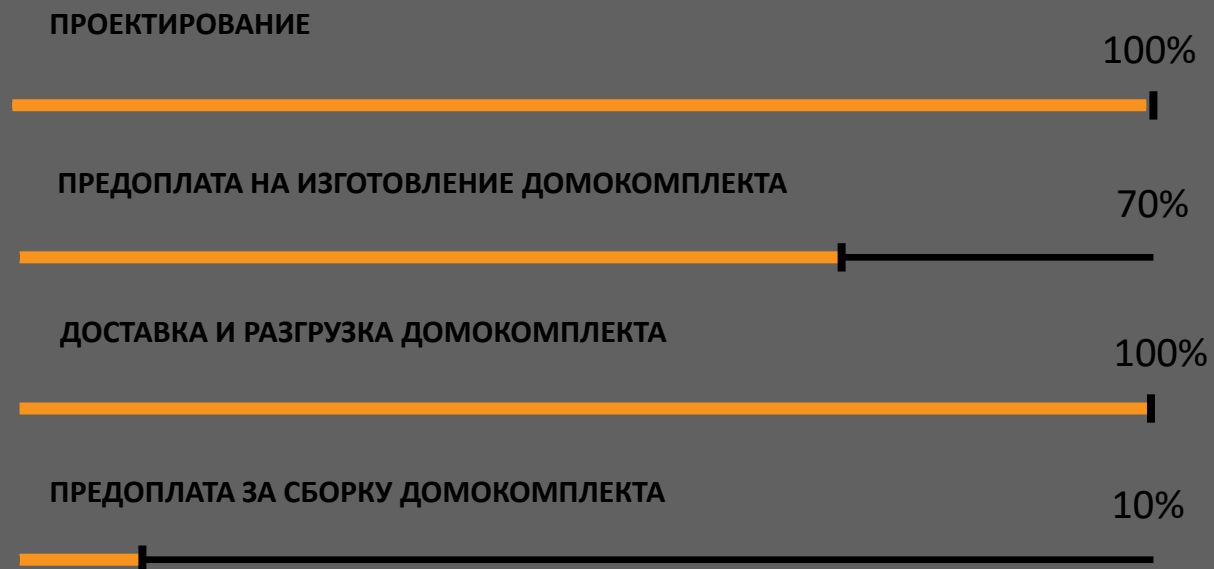 ПРОЕКТИРОВАНИЕ
100%
ПРЕДОПЛАТА НА ИЗГОТОВЛЕНИЕ ДОМОКОМПЛЕКТА
70%
ДОСТАВКА И РАЗГРУЗКА ДОМОКОМПЛЕКТА
100%
ПРЕДОПЛАТА ЗА СБОРКУ ДОМОКОМПЛЕКТА
10%